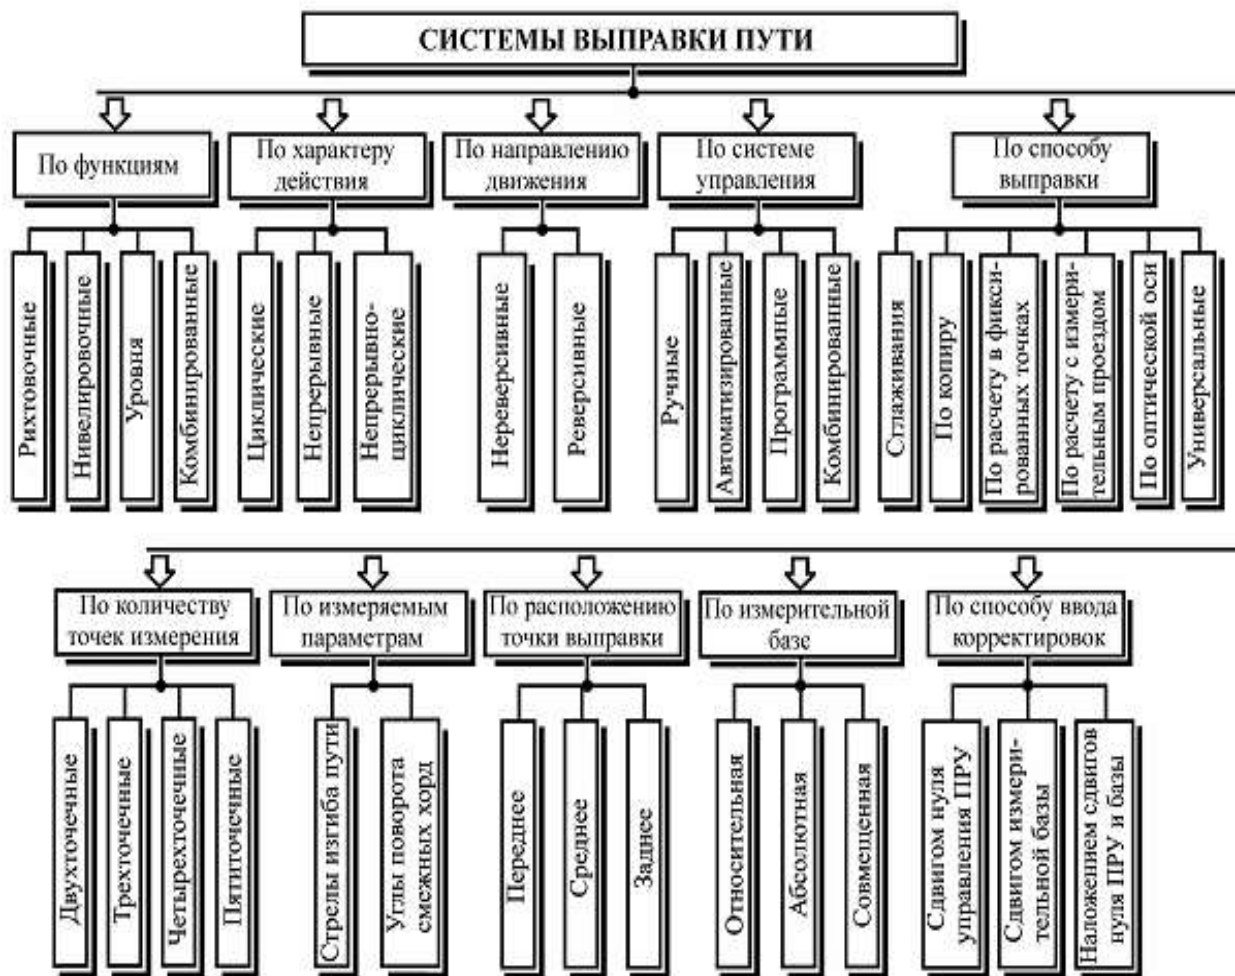 СИСТЕМЫ ВЫПРАВКИ ПУТИ
По функциям
По характеру
действия
По направлению
движения
По системе
управления
По способу
выправки
Рихтовочные
Нивелировочные
Уровня
Комбинированные
Циклические
Непрерывные
Непрерывно-
циклические
Нереверсивные
Реверсивные
Ручные
Автоматизированные
Программные
Комбинированные
Сглаживания
По копиру
По расчету в фикси-
рованных точках
По расчету с измери-
тельным проездом
По оптической оси
Универсальные
По количеству
точек измерения
По измеряемым
параметрам
По расположению
точки выправки
По измерительной
базе
По способу ввода
корректировок
Двухточечные
Трехточечные
Четырехточечные
Пятиточечные
Стрелы изгиба пути
Углы поворота
смежных хорд
Переднее
Среднее
Заднее
Относительная
Абсолютная
Совмещенная
Сдвигом нуля
управления ПРУ
Сдвигом измери-
тельной базы
Наложением сдвигов
нуля ПРУ и базы